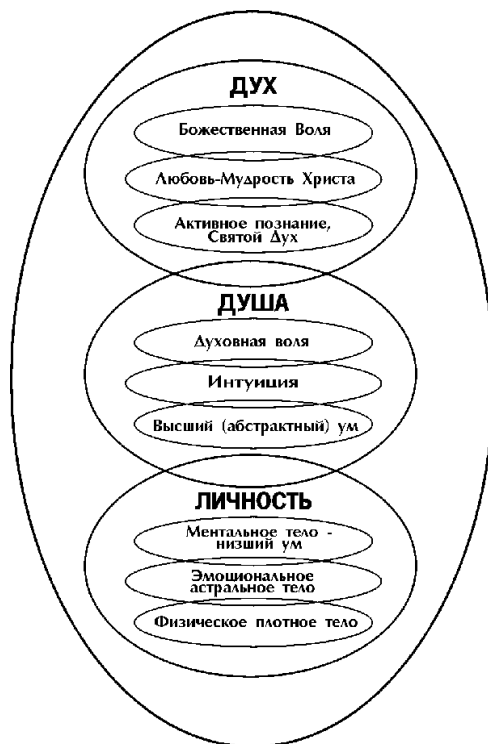 ДУХ
Божественная Воля
Любовь-Мудрость Христа
Активное познание,
Святой Дух
ДУША
Духовная воля
Интуиция
Высший (абстрактный) ум
ЛИЧНОСТЬ
Ментальное тело -
низший ум
Эмоциональное
астральное тело
Физическое плотное тело